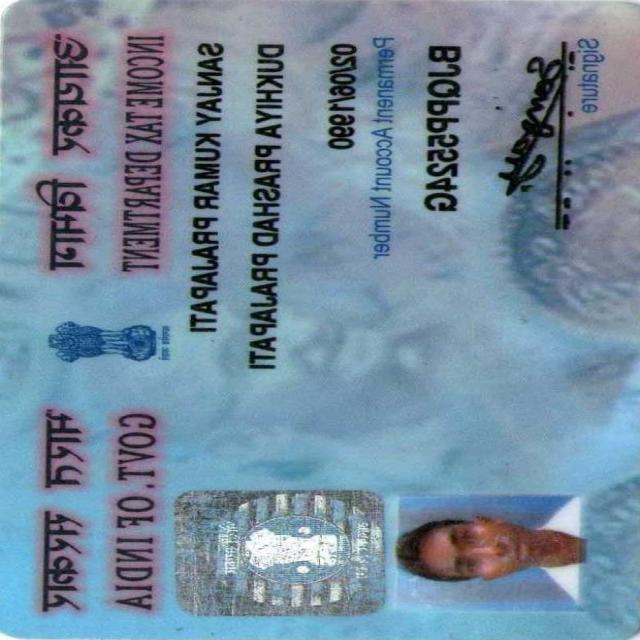 आयकर विभाग भारत सरकार
INCOME TAX DEPARTMENT GOVT. OF INDIA
SANJAY KUMAR PRAJAPATI
DUKHIYA PRASHAD PRAJAPATI
02/06/1990
Permanent Account Number
BJQPP5524G
Signature